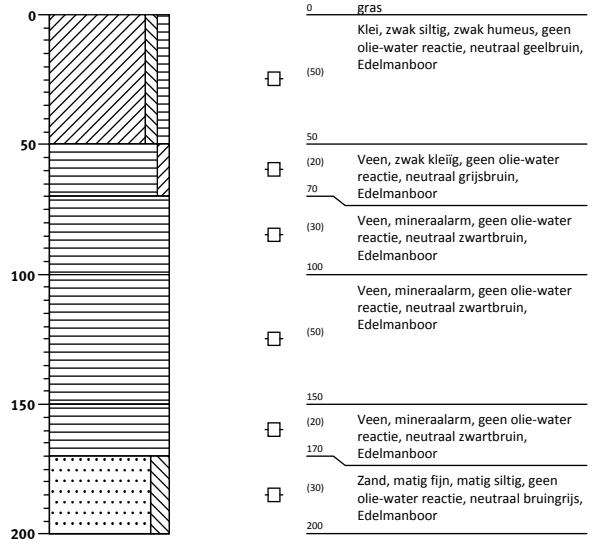 0
50
100
150
200
0
gras
Klei, zwak siltig, zwak humeus, geen
olie-water reactie, neutraal geelbruin,
Edelmanboor
(50)
50
Veen, zwak kleiïg, geen olie-water
reactie, neutraal grijsbruin,
Edelmanboor
(20)
70
Veen, mineraalarm, geen olie-water
reactie, neutraal zwartbruin,
Edelmanboor
(30)
100
Veen, mineraalarm, geen olie-water
reactie, neutraal zwartbruin,
Edelmanboor
(50)
150
Veen, mineraalarm, geen olie-water
reactie, neutraal zwartbruin,
Edelmanboor
(20)
170
Zand, matig fijn, matig siltig, geen
olie-water reactie, neutraal bruingrijs,
Edelmanboor
(30)
200